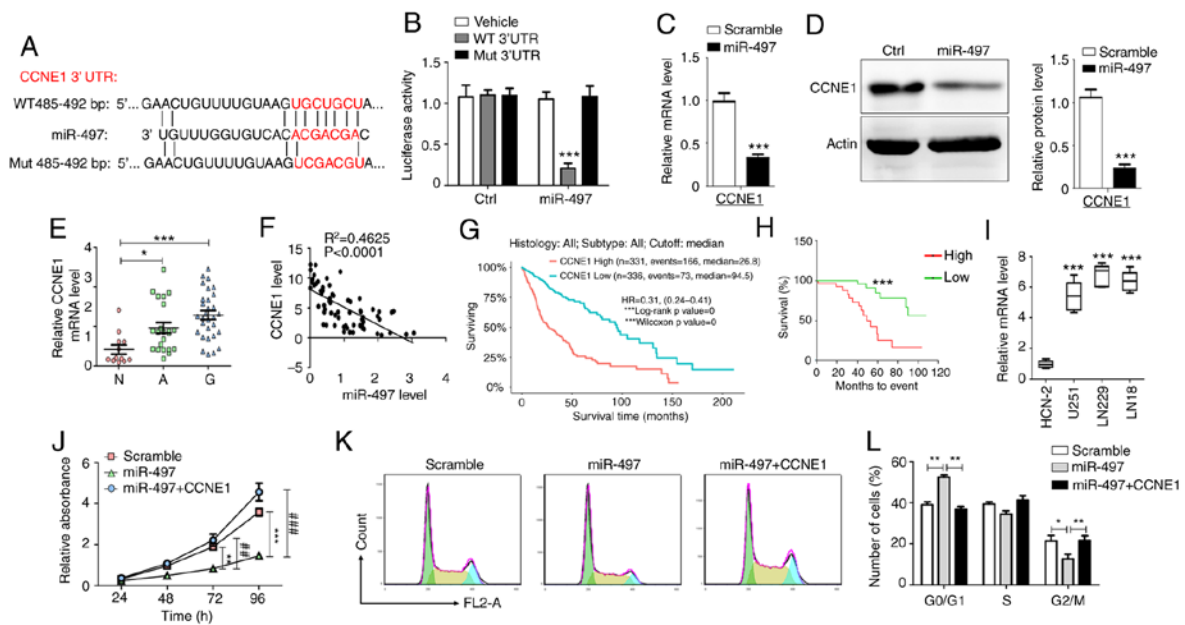 A
CCNE1 3' UTR:
WT485-492 bp: 5'... GAACUGUUUUGUAAGUGCUGCUA...
miR-497: 3' UGUUUGGUGUCACACGACGAC
Mut 485-492 bp: 5'... GAACUGUUUUGUAAGUCGACGUA...
B
Vehicle
WT 3'UTR
Mut 3'UTR
Luciferase activity
1.5
1.0
0.5
0.0
***
Ctrl
miR-497
C
Scramble
miR-497
Relative mRNA level
1.5
1.0
0.5
0.0
***
CCNE1
D
Ctrl
miR-497
CCNE1
Actin
Scramble
miR-497
Relative protein level
1.5
1.0
0.5
0.0
***
CCNE1
E
Relative CCNE1
mRNA level
***
*
N
A
G
F
R²=0.4625
P<0.0001
CCNE1 level
15
10
5
0
−5
0
1
2
3
4
miR-497 level
G
Histology: All; Subtype: All; Cutoff: median
CCNE1 High (n=331, events=166, median=26.8)
CCNE1 Low (n=336, events=73, median=94.5)
HR=0.31, (0.24–0.41)
***Log-rank p value=0
***Wilcoxon p value=0
Surviving
100%
75%
50%
25%
0%
0
50
100
150
200
Survival time (months)
H
High
Low
***
Survival (%)
150
100
50
0
0 20 40 60 80 100 120
Months to event
I
Relative mRNA level
8
6
4
2
0
***
***
***
HCN-2
U251
LN229
LN18
J
Scramble
miR-497
miR-497+CCNE1
Relative absorbance
6
4
2
0
**
##
***
###
24
48
72
96
Time (h)
K
Scramble
miR-497
miR-497+CCNE1
Count
FL2-A
L
Scramble
miR-497
miR-497+CCNE1
Number of cells (%)
60
40
20
0
**
**
*
**
G0/G1
S
G2/M